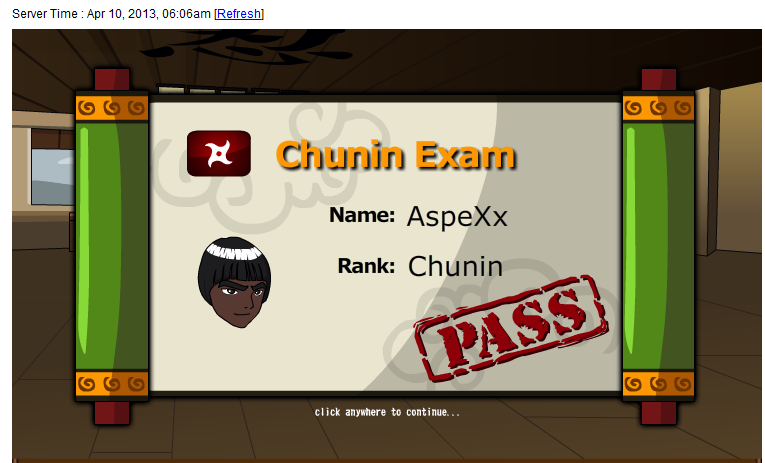 Server Time : Apr 10, 2013, 06:06am [Refresh]
Chunin Exam
Name: AspeXx
Rank: Chunin
PASS
click anywhere to continue...